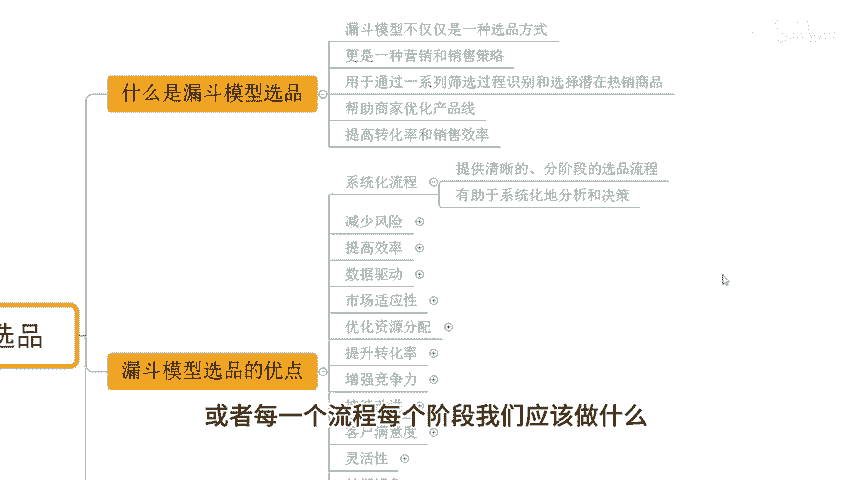 漏斗模型不仅仅是一种选品方式
更是一种营销和销售策略
什么是漏斗模型选品
用于通过一系列筛选过程识别和选择潜在热销商品
帮助商家优化产品线
提高转化率和销售效率
系统化流程
提供清晰的、分阶段的选品流程
有助于系统化地分析和决策
减少风险
提高效率
数据驱动
市场适应性
选品
优化资源分配
提升转化率
漏斗模型选品的优点
增强竞争力
或者每一个流程每个阶段我们应该做什么
客户满意度
灵活性